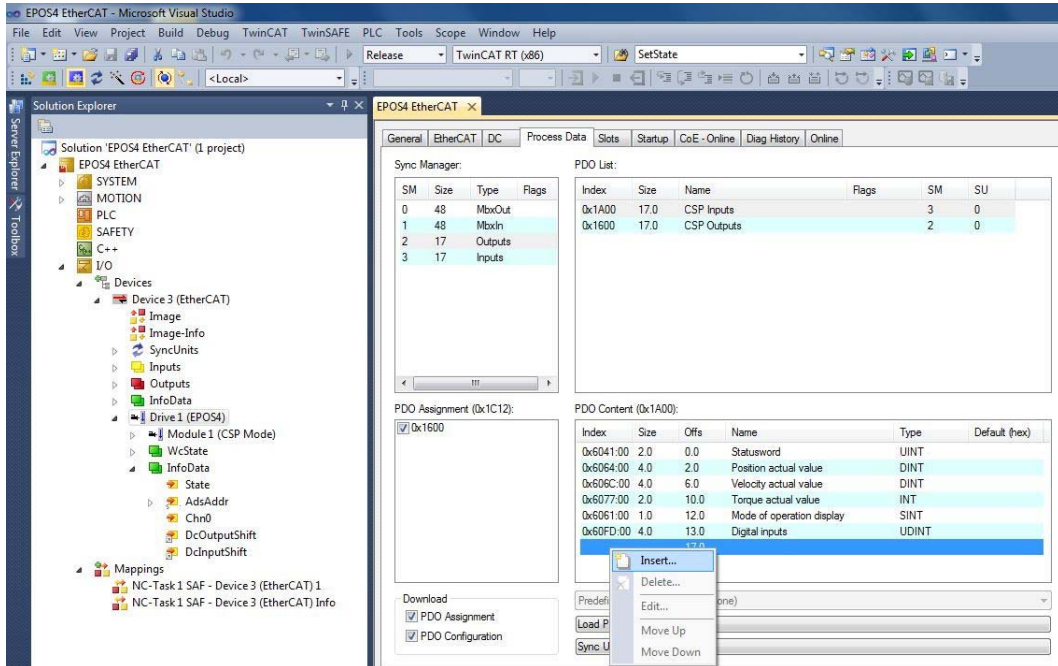 EPOS4 EtherCAT - Microsoft Visual Studio
File Edit View Project Build Debug TwinCAT TwinSAFE PLC Tools Scope Window Help
Release TwinCAT RT (x86) SetState
<Local>
Server Explorer
Toolbox
Solution Explorer
Solution 'EPOS4 EtherCAT' (1 project)
EPOS4 EtherCAT
SYSTEM
MOTION
PLC
SAFETY
C++
I/O
Devices
Device 3 (EtherCAT)
Image
Image-Info
SyncUnits
Inputs
Outputs
InfoData
Drive 1 (EPOS4)
Module 1 (CSP Mode)
WcState
InfoData
State
AdsAddr
Chn0
DcOutputShift
DcInputShift
Mappings
NC-Task 1 SAF - Device 3 (EtherCAT) 1
NC-Task 1 SAF - Device 3 (EtherCAT) Info
EPOS4 EtherCAT
General EtherCAT DC Process Data Slots Startup CoE - Online Diag History Online
Sync Manager:
SM Size Type Flags
0 48 MbxOut
1 48 MbxIn
2 17 Outputs
3 17 Inputs
PDO List:
Index Size Name Flags SM SU
0x1A00 17.0 CSP Inputs 3 0
0x1600 17.0 CSP Outputs 2 0
PDO Assignment (0x1C12):
0x1600
PDO Content (0x1A00):
Index Size Offs Name Type Default (hex)
0x6041:00 2.0 0.0 Statusword UINT
0x6064:00 4.0 2.0 Position actual value DINT
0x606C:00 4.0 6.0 Velocity actual value DINT
0x6077:00 2.0 10.0 Torque actual value INT
0x6061:00 1.0 12.0 Mode of operation display SINT
0x60FD:00 4.0 13.0 Digital inputs UDINT
17.0
Insert...
Delete...
Edit...
Move Up
Move Down
Download
PDO Assignment
PDO Configuration
Predefi one)
Load P
Sync U